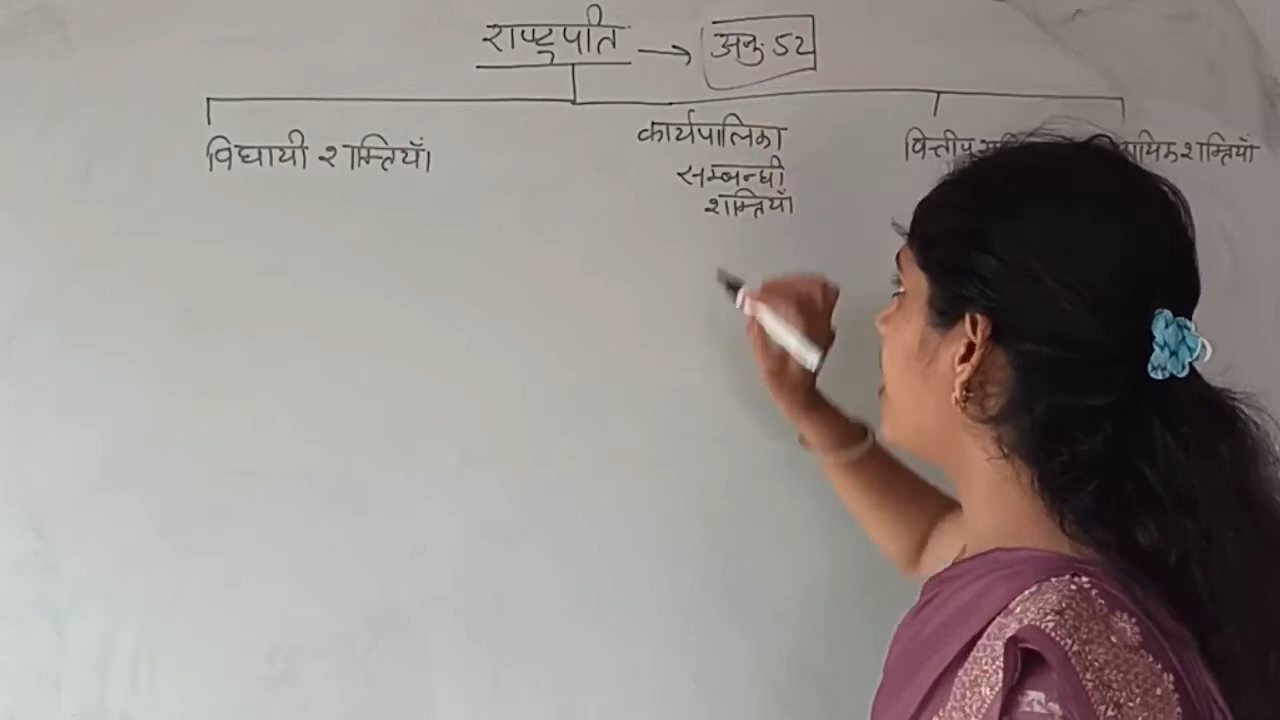 राष्ट्रपति → अनु. 52
विधायी शक्तियाँ
कार्यपालिका
सम्बन्धी
शक्तियाँ
वित्तीय
शक्तियाँ